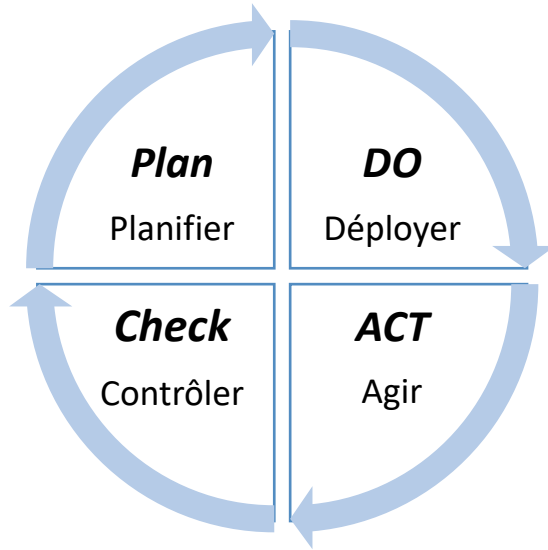 Plan
Planifier
DO
Déployer
Check
Contrôler
ACT
Agir